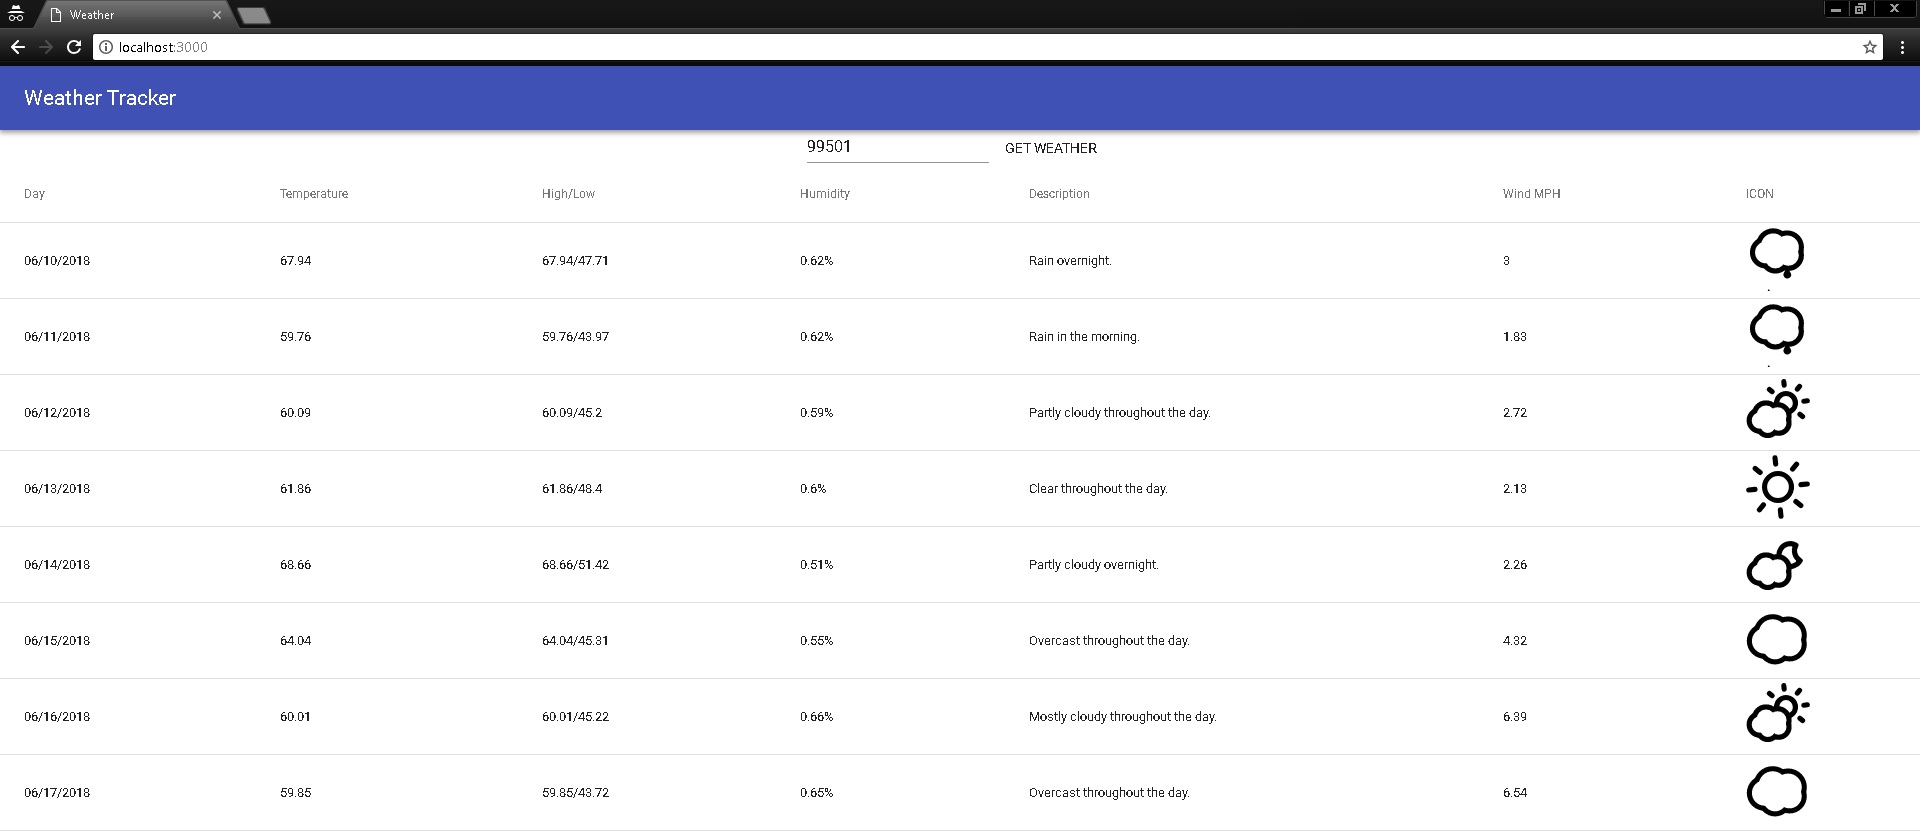 Weather
localhost:3000
Weather Tracker
99501 GET WEATHER
Day Temperature High/Low Humidity Description Wind MPH ICON
06/10/2018 67.94 67.94/47.71 0.62% Rain overnight. 3
06/11/2018 59.76 59.76/43.97 0.62% Rain in the morning. 1.83
06/12/2018 60.09 60.09/45.2 0.59% Partly cloudy throughout the day. 2.72
06/13/2018 61.86 61.86/48.4 0.6% Clear throughout the day. 2.13
06/14/2018 68.66 68.66/51.42 0.51% Partly cloudy overnight. 2.26
06/15/2018 64.04 64.04/45.31 0.55% Overcast throughout the day. 4.32
06/16/2018 60.01 60.01/45.22 0.66% Mostly cloudy throughout the day. 6.39
06/17/2018 59.85 59.85/43.72 0.65% Overcast throughout the day. 6.54